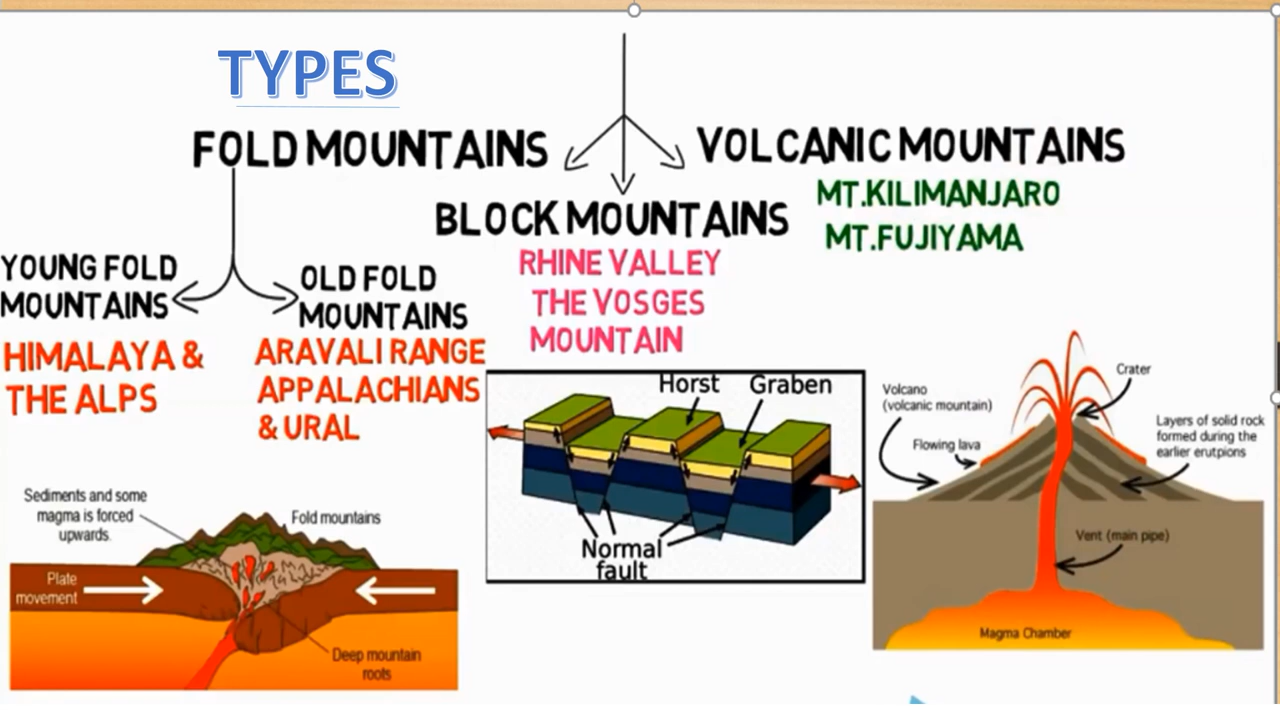 TYPES
FOLD MOUNTAINS
VOLCANIC MOUNTAINS
MT.KILIMANJARO
MT.FUJIYAMA
BLOCK MOUNTAINS
RHINE VALLEY
THE VOSGES
MOUNTAIN
YOUNG FOLD
MOUNTAINS
HIMALAYA &
THE ALPS
OLD FOLD
MOUNTAINS
ARAVALI RANGE
APPALACHIANS
& URAL
Sediments and some
magma is forced
upwards.
Fold mountains
Plate
movement
Deep mountain
roots
Horst
Graben
Normal
fault
Crater
Volcano
(volcanic mountain)
Flowing lava
Layers of solid rock
formed during the
earlier erutpions
Vent (main pipe)
Magma Chamber